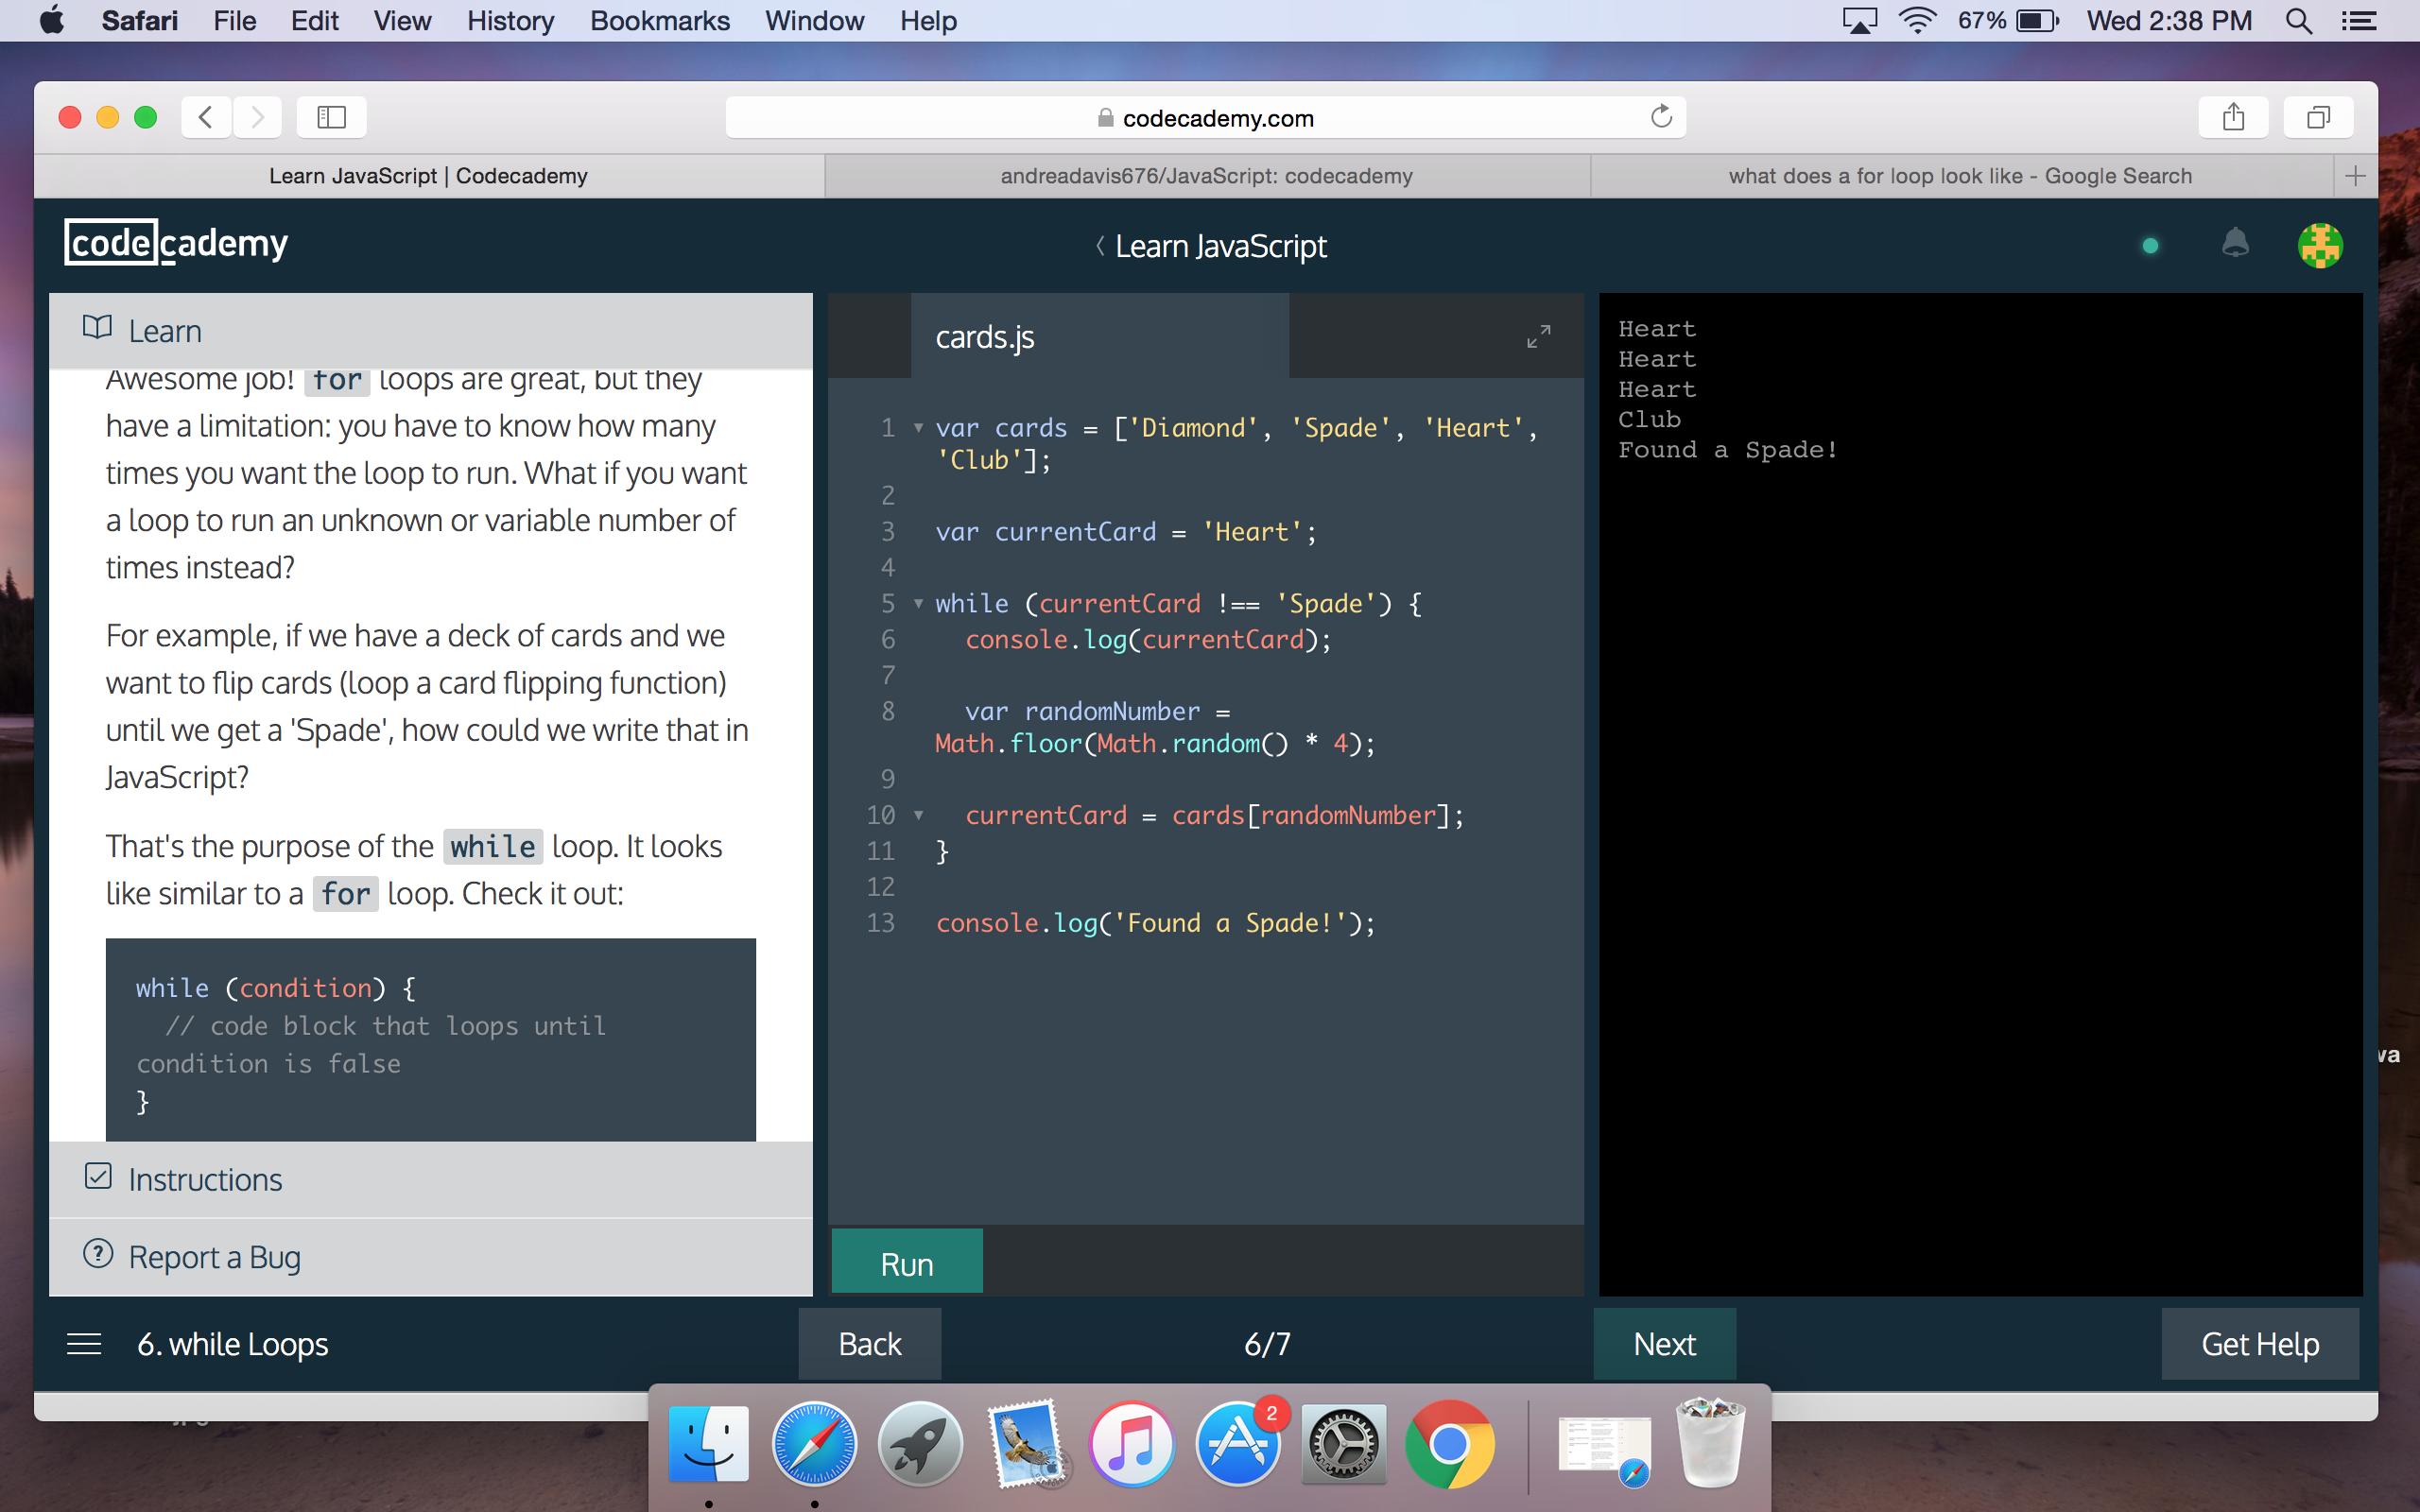 Safari File Edit View History Bookmarks Window Help 67% Wed 2:38 PM
codecademy.com
Learn JavaScript | Codecademy
andreadavis676/JavaScript: codecademy
what does a for loop look like - Google Search
codecademy
Learn JavaScript
Learn
Awesome job! for loops are great, but they
have a limitation: you have to know how many
times you want the loop to run. What if you want
a loop to run an unknown or variable number of
times instead?
For example, if we have a deck of cards and we
want to flip cards (loop a card flipping function)
until we get a 'Spade', how could we write that in
JavaScript?
That's the purpose of the while loop. It looks
like similar to a for loop. Check it out:
while (condition) {
// code block that loops until
condition is false
}
Instructions
Report a Bug
cards.js
1 var cards = ['Diamond', 'Spade', 'Heart',
'Club'];
2
3 var currentCard = 'Heart';
4
5 while (currentCard !== 'Spade') {
6 console.log(currentCard);
7
8 var randomNumber =
Math.floor(Math.random() * 4);
9
10 currentCard = cards[randomNumber];
11 }
12
13 console.log('Found a Spade!');
Run
Heart
Heart
Heart
Club
Found a Spade!
va
6. while Loops
Back
6/7
Next
Get Help
2